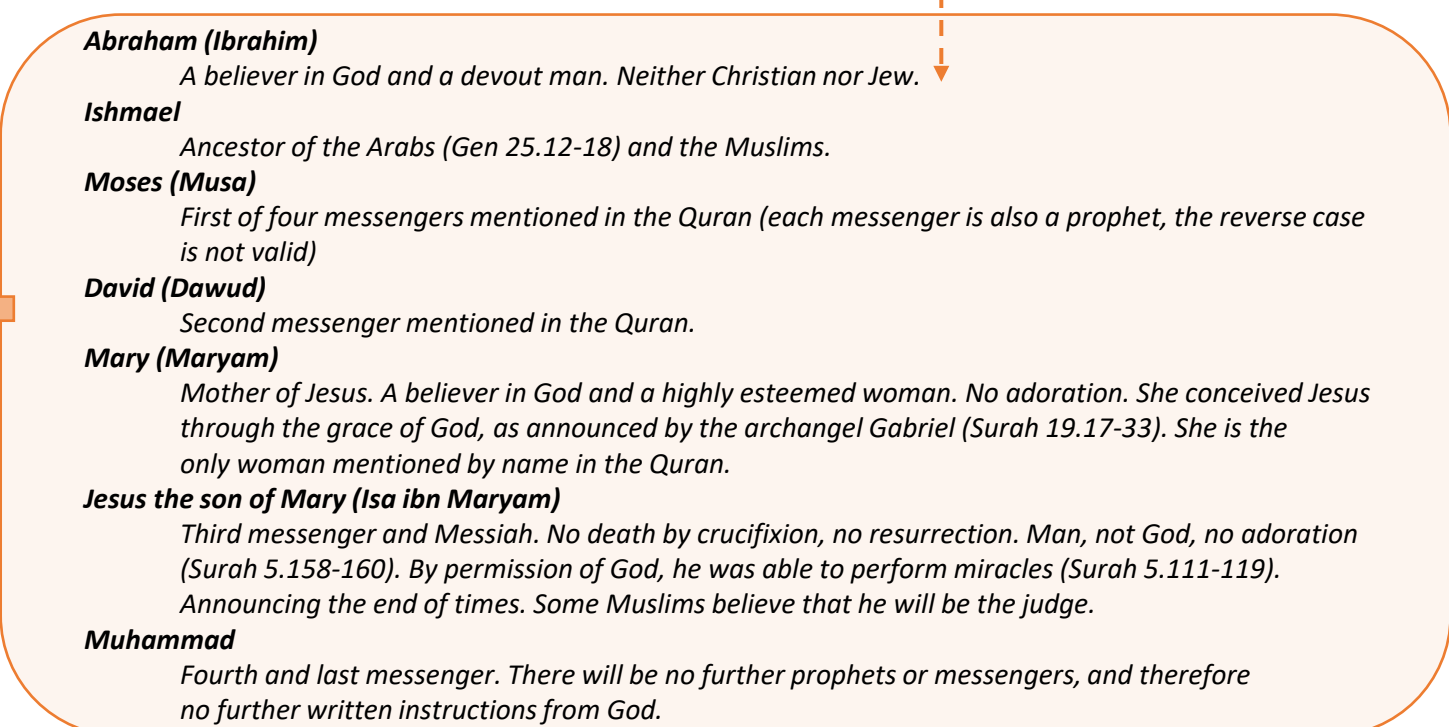 Abraham (Ibrahim)
A believer in God and a devout man. Neither Christian nor Jew.
Ishmael
Ancestor of the Arabs (Gen 25.12-18) and the Muslims.
Moses (Musa)
First of four messengers mentioned in the Quran (each messenger is also a prophet, the reverse case
is not valid)
David (Dawud)
Second messenger mentioned in the Quran.
Mary (Maryam)
Mother of Jesus. A believer in God and a highly esteemed woman. No adoration. She conceived Jesus
through the grace of God, as announced by the archangel Gabriel (Surah 19.17-33). She is the
only woman mentioned by name in the Quran.
Jesus the son of Mary (Isa ibn Maryam)
Third messenger and Messiah. No death by crucifixion, no resurrection. Man, not God, no adoration
(Surah 5.158-160). By permission of God, he was able to perform miracles (Surah 5.111-119).
Announcing the end of times. Some Muslims believe that he will be the judge.
Muhammad
Fourth and last messenger. There will be no further prophets or messengers, and therefore
no further written instructions from God.